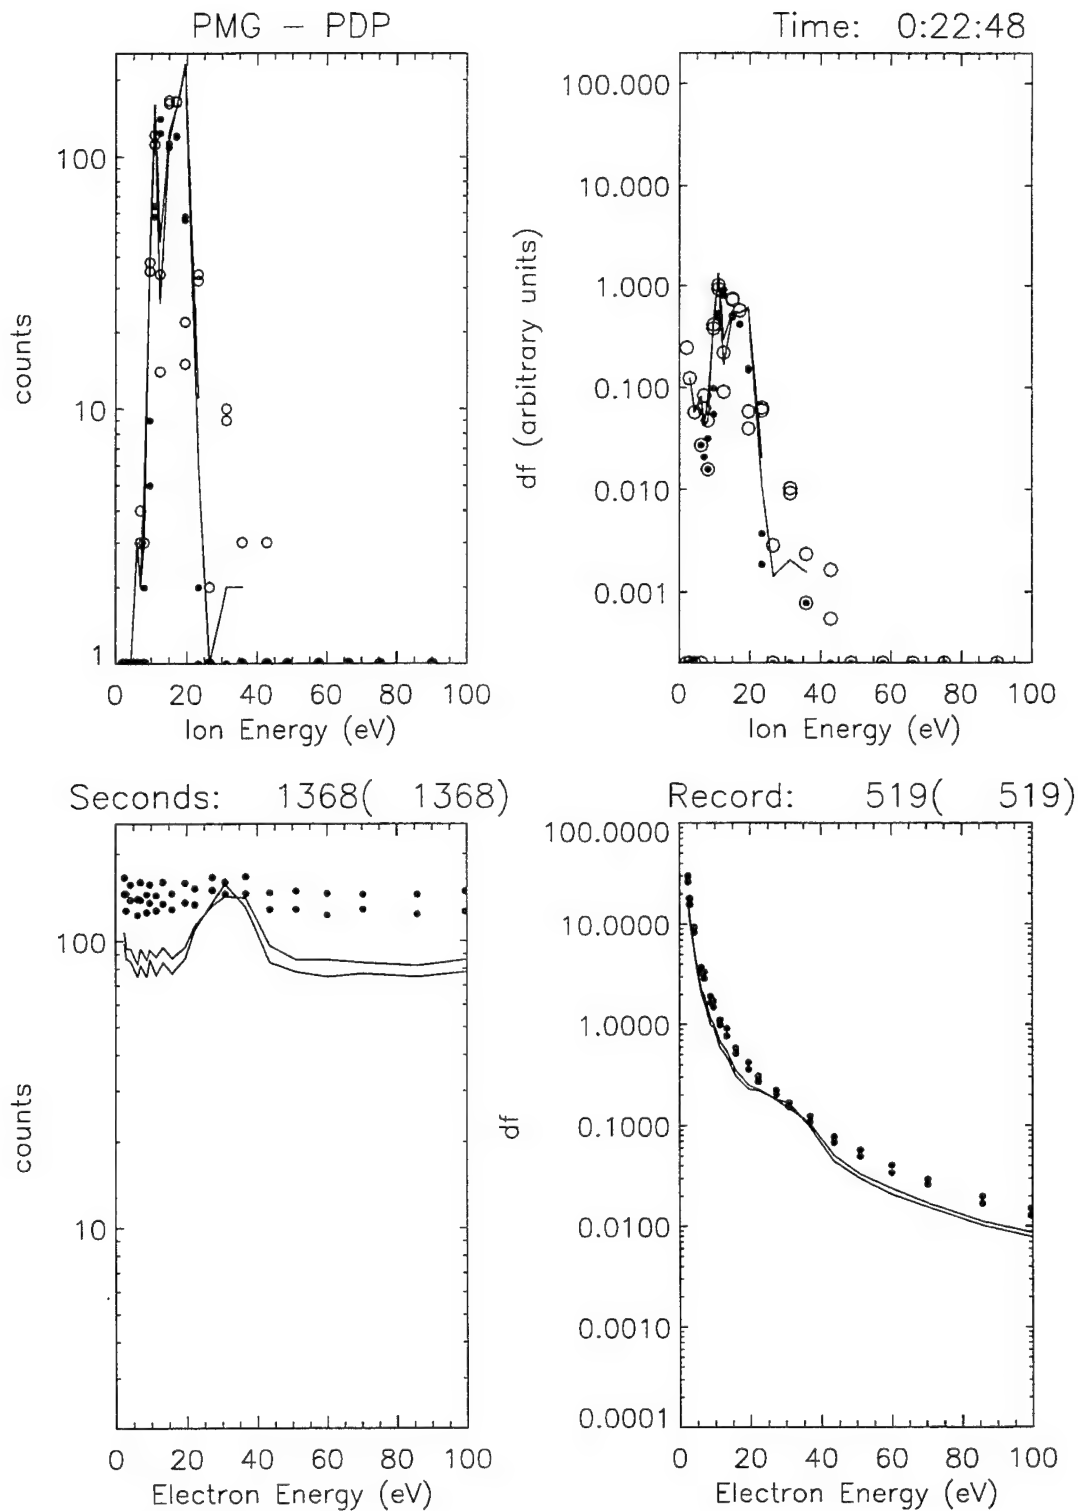 PMG – PDP
Time: 0:22:48
counts
100
10
1
0 20 40 60 80 100
Ion Energy (eV)
df (arbitrary units)
100.000
10.000
1.000
0.100
0.010
0.001
0 20 40 60 80 100
Ion Energy (eV)
Seconds: 1368( 1368)
Record: 519( 519)
counts
100
10
0 20 40 60 80 100
Electron Energy (eV)
df
100.0000
10.0000
1.0000
0.1000
0.0100
0.0010
0.0001
0 20 40 60 80 100
Electron Energy (eV)